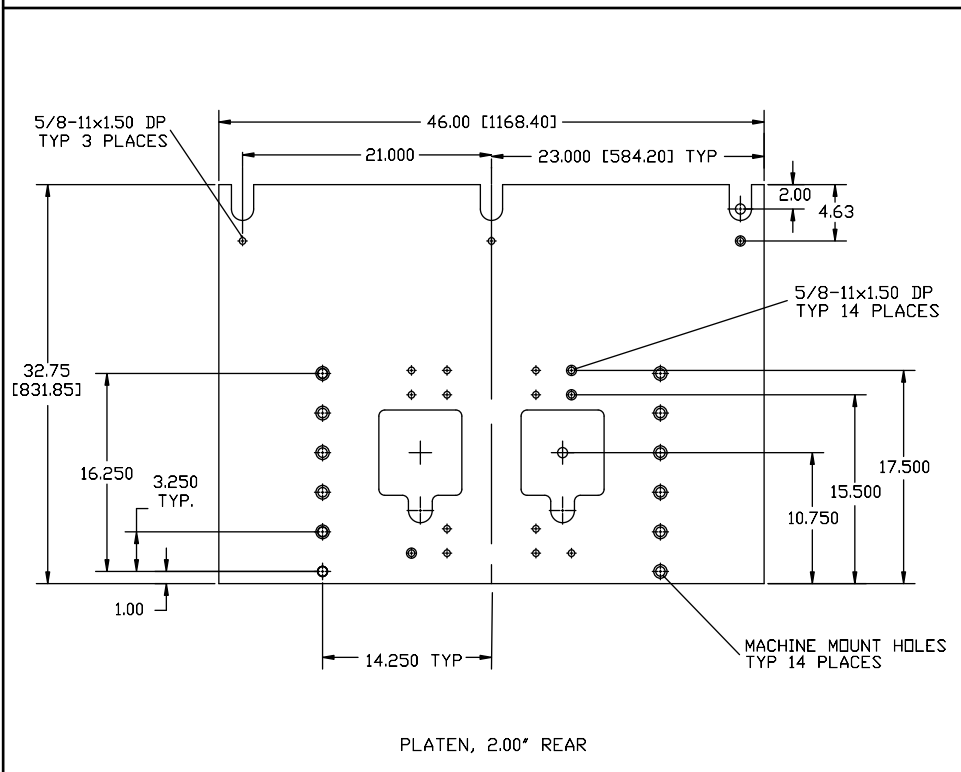 5/8-11x1.50 DP
TYP 3 PLACES
46.00 [1168.40]
21.000
23.000 [584.20] TYP
2.00
4.63
5/8-11x1.50 DP
TYP 14 PLACES
32.75
[831.85]
16.250
3.250
TYP.
17.500
15.500
10.750
1.00
14.250 TYP
MACHINE MOUNT HOLES
TYP 14 PLACES
PLATEN, 2.00" REAR